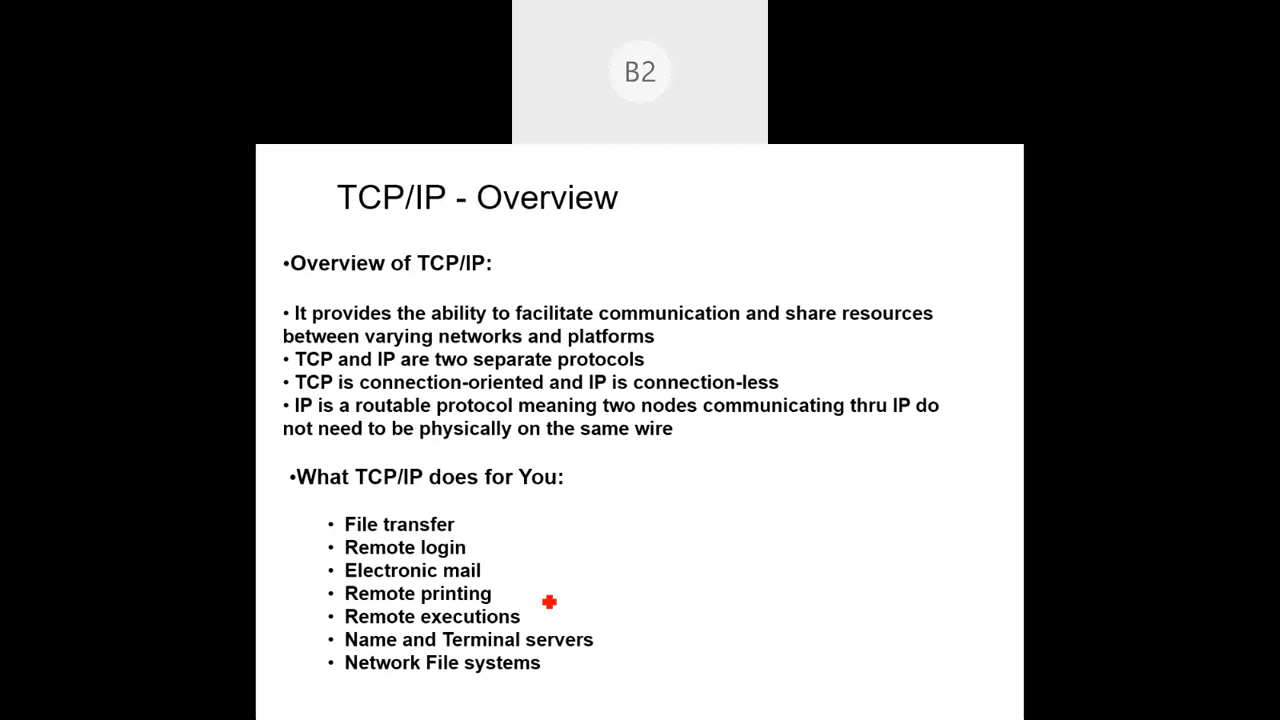 B2
TCP/IP - Overview
•Overview of TCP/IP:
• It provides the ability to facilitate communication and share resources
between varying networks and platforms
• TCP and IP are two separate protocols
• TCP is connection-oriented and IP is connection-less
• IP is a routable protocol meaning two nodes communicating thru IP do
not need to be physically on the same wire
•What TCP/IP does for You:
• File transfer
• Remote login
• Electronic mail
• Remote printing
• Remote executions
• Name and Terminal servers
• Network File systems